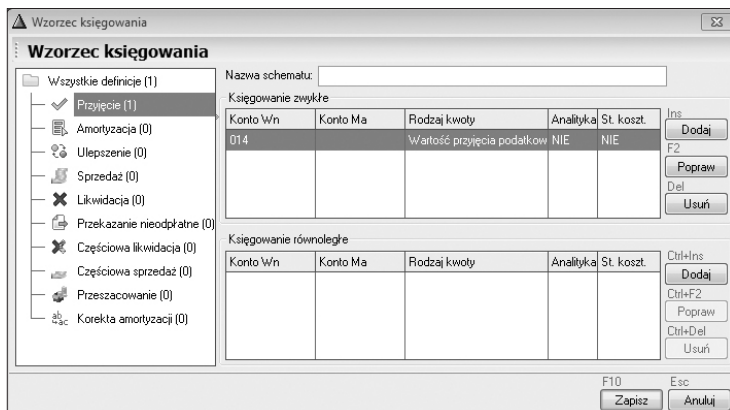 Wzorzec księgowania
Wzorzec księgowania
Wszystkie definicje (1)
Przyjęcie (1)
Amortyzacja (0)
Ulepszenie (0)
Sprzedaż (0)
Likwidacja (0)
Przekazanie nieodpłatne (0)
Częściowa likwidacja (0)
Częściowa sprzedaż (0)
Przeszacowanie (0)
Korekta amortyzacji (0)
Nazwa schematu:
Księgowanie zwykłe
Konto Wn Konto Ma Rodzaj kwoty Analityka St. koszt.
014 Wartość przyjęcia podatkow NIE NIE
Ins
Dodaj
F2
Popraw
Del
Usuń
Księgowanie równoległe
Konto Wn Konto Ma Rodzaj kwoty Analityka St. koszt.
Ctrl+Ins
Dodaj
Ctrl+F2
Popraw
Ctrl+Del
Usuń
F10 Esc
Zapisz Anuluj